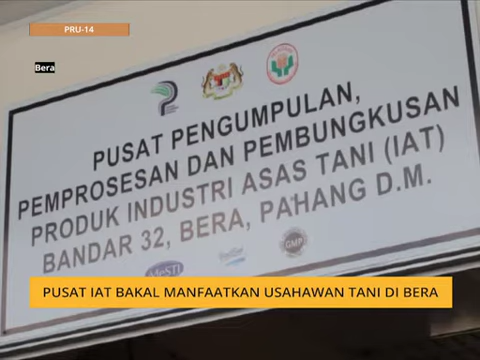 PRU-14
Bera
PUSAT PENGUMPULAN,
PEMPROSESAN DAN PEMBUNGKUSAN
PRODUK INDUSTRI ASAS TANI (IAT)
BANDAR 32, BERA, PAHANG D.M.
MeSTI
GMP
PUSAT IAT BAKAL MANFAATKAN USAHAWAN TANI DI BERA